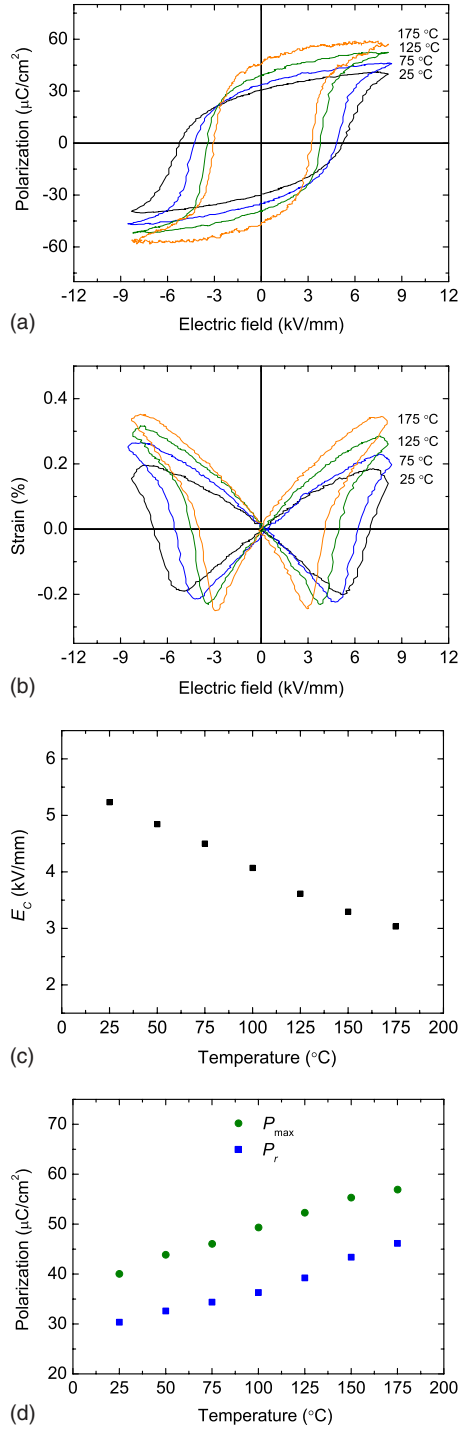 60
30
0
-30
-60
Polarization (μC/cm²)
175 °C
125 °C
75 °C
25 °C
-12 -9 -6 -3 0 3 6 9 12
(a)
Electric field (kV/mm)
0.4
0.2
0.0
-0.2
Strain (%)
175 °C
125 °C
75 °C
25 °C
-12 -9 -6 -3 0 3 6 9 12
(b)
Electric field (kV/mm)
6
5
4
3
2
E_C (kV/mm)
0 25 50 75 100 125 150 175 200
(c)
Temperature (°C)
70
60
50
40
30
20
Polarization (μC/cm²)
P_max
P_r
0 25 50 75 100 125 150 175 200
(d)
Temperature (°C)